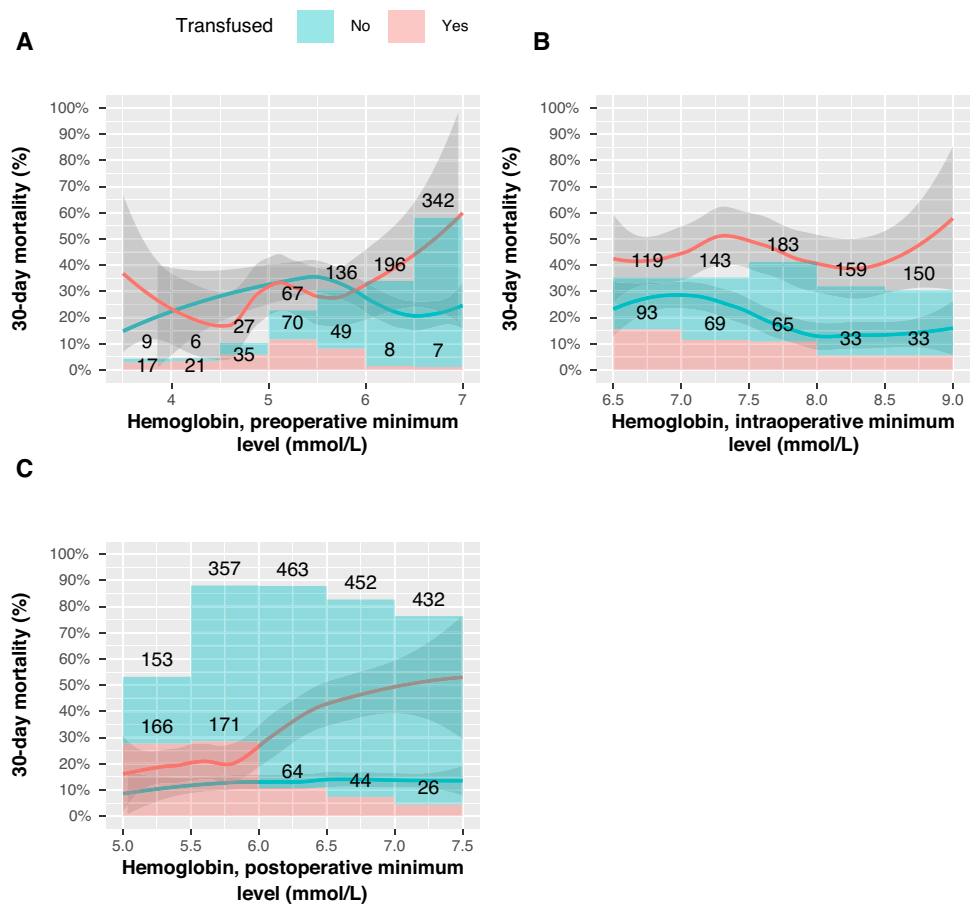 Transfused No Yes
A
B
30-day mortality (%)
100%
90%
80%
70%
60%
50%
40%
30%
20%
10%
0%
342
136 196
67
27 70 49
9 6 35 8 7
17 21
4 5 6 7
Hemoglobin, preoperative minimum
level (mmol/L)
30-day mortality (%)
100%
90%
80%
70%
60%
50%
40%
30%
20%
10%
0%
119 143 183 159 150
93 69 65 33 33
6.5 7.0 7.5 8.0 8.5 9.0
Hemoglobin, intraoperative minimum
level (mmol/L)
C
30-day mortality (%)
100%
90%
80%
70%
60%
50%
40%
30%
20%
10%
0%
153 357 463 452 432
166 171 64 44 26
5.0 5.5 6.0 6.5 7.0 7.5
Hemoglobin, postoperative minimum
level (mmol/L)